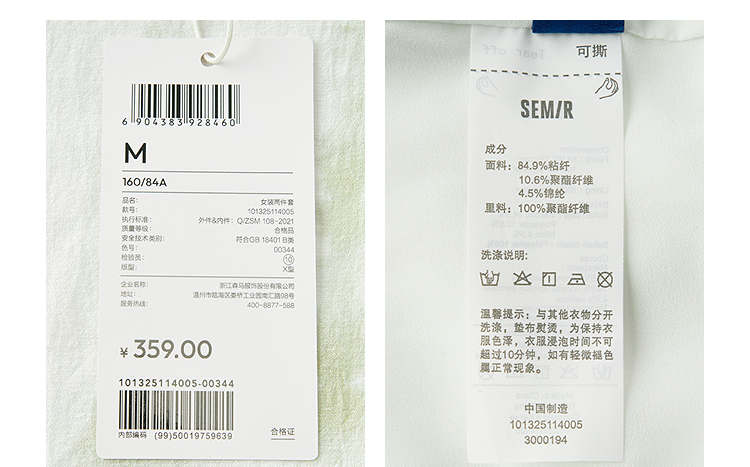 6 904383 928460
M
160/84A
品名: 女装两件套
款号: 101325114005
执行标准: 外件&内件: Q/ZSM 108-2021
质量等级: 合格品
安全技术类别: 符合GB 18401 B类
色号: 00344
检验员: 10
版型: X型
企业名称: 浙江森马服饰股份有限公司
地址: 温州市瓯海区娄桥工业园南汇路98号
服务热线: 400-8877-588
¥ 359.00
101325114005-00344
内部编码 (99)50019759639
合格证
Tear off
可撕
SEMIR
成分
面料: 84.9%粘纤
10.6%聚酯纤维
4.5%锦纶
里料: 100%聚酯纤维
洗涤说明:
温馨提示: 与其他衣物分开
洗涤, 垫布熨烫, 为保持衣
服色泽, 衣服浸泡时间不可
超过10分钟, 如有轻微褪色
属正常现象。
中国制造
101325114005
3000194